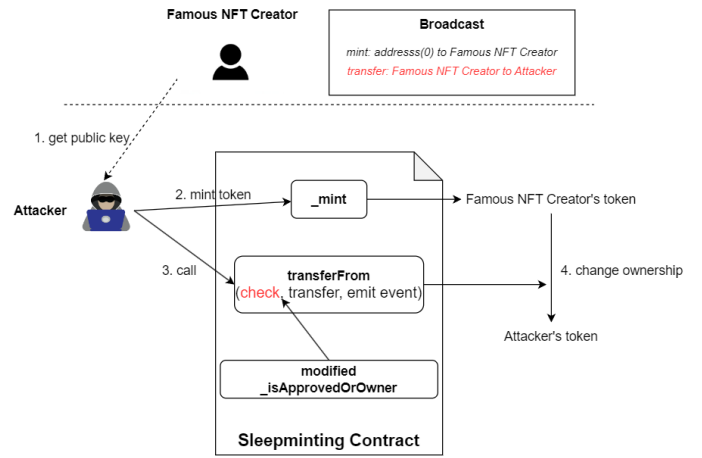 Famous NFT Creator
Broadcast
mint: addresss(0) to Famous NFT Creator
transfer: Famous NFT Creator to Attacker
1. get public key
Attacker
2. mint token
_mint
Famous NFT Creator's token
3. call
transferFrom
(check, transfer, emit event)
4. change ownership
Attacker's token
modified
_isApprovedOrOwner
Sleepminting Contract